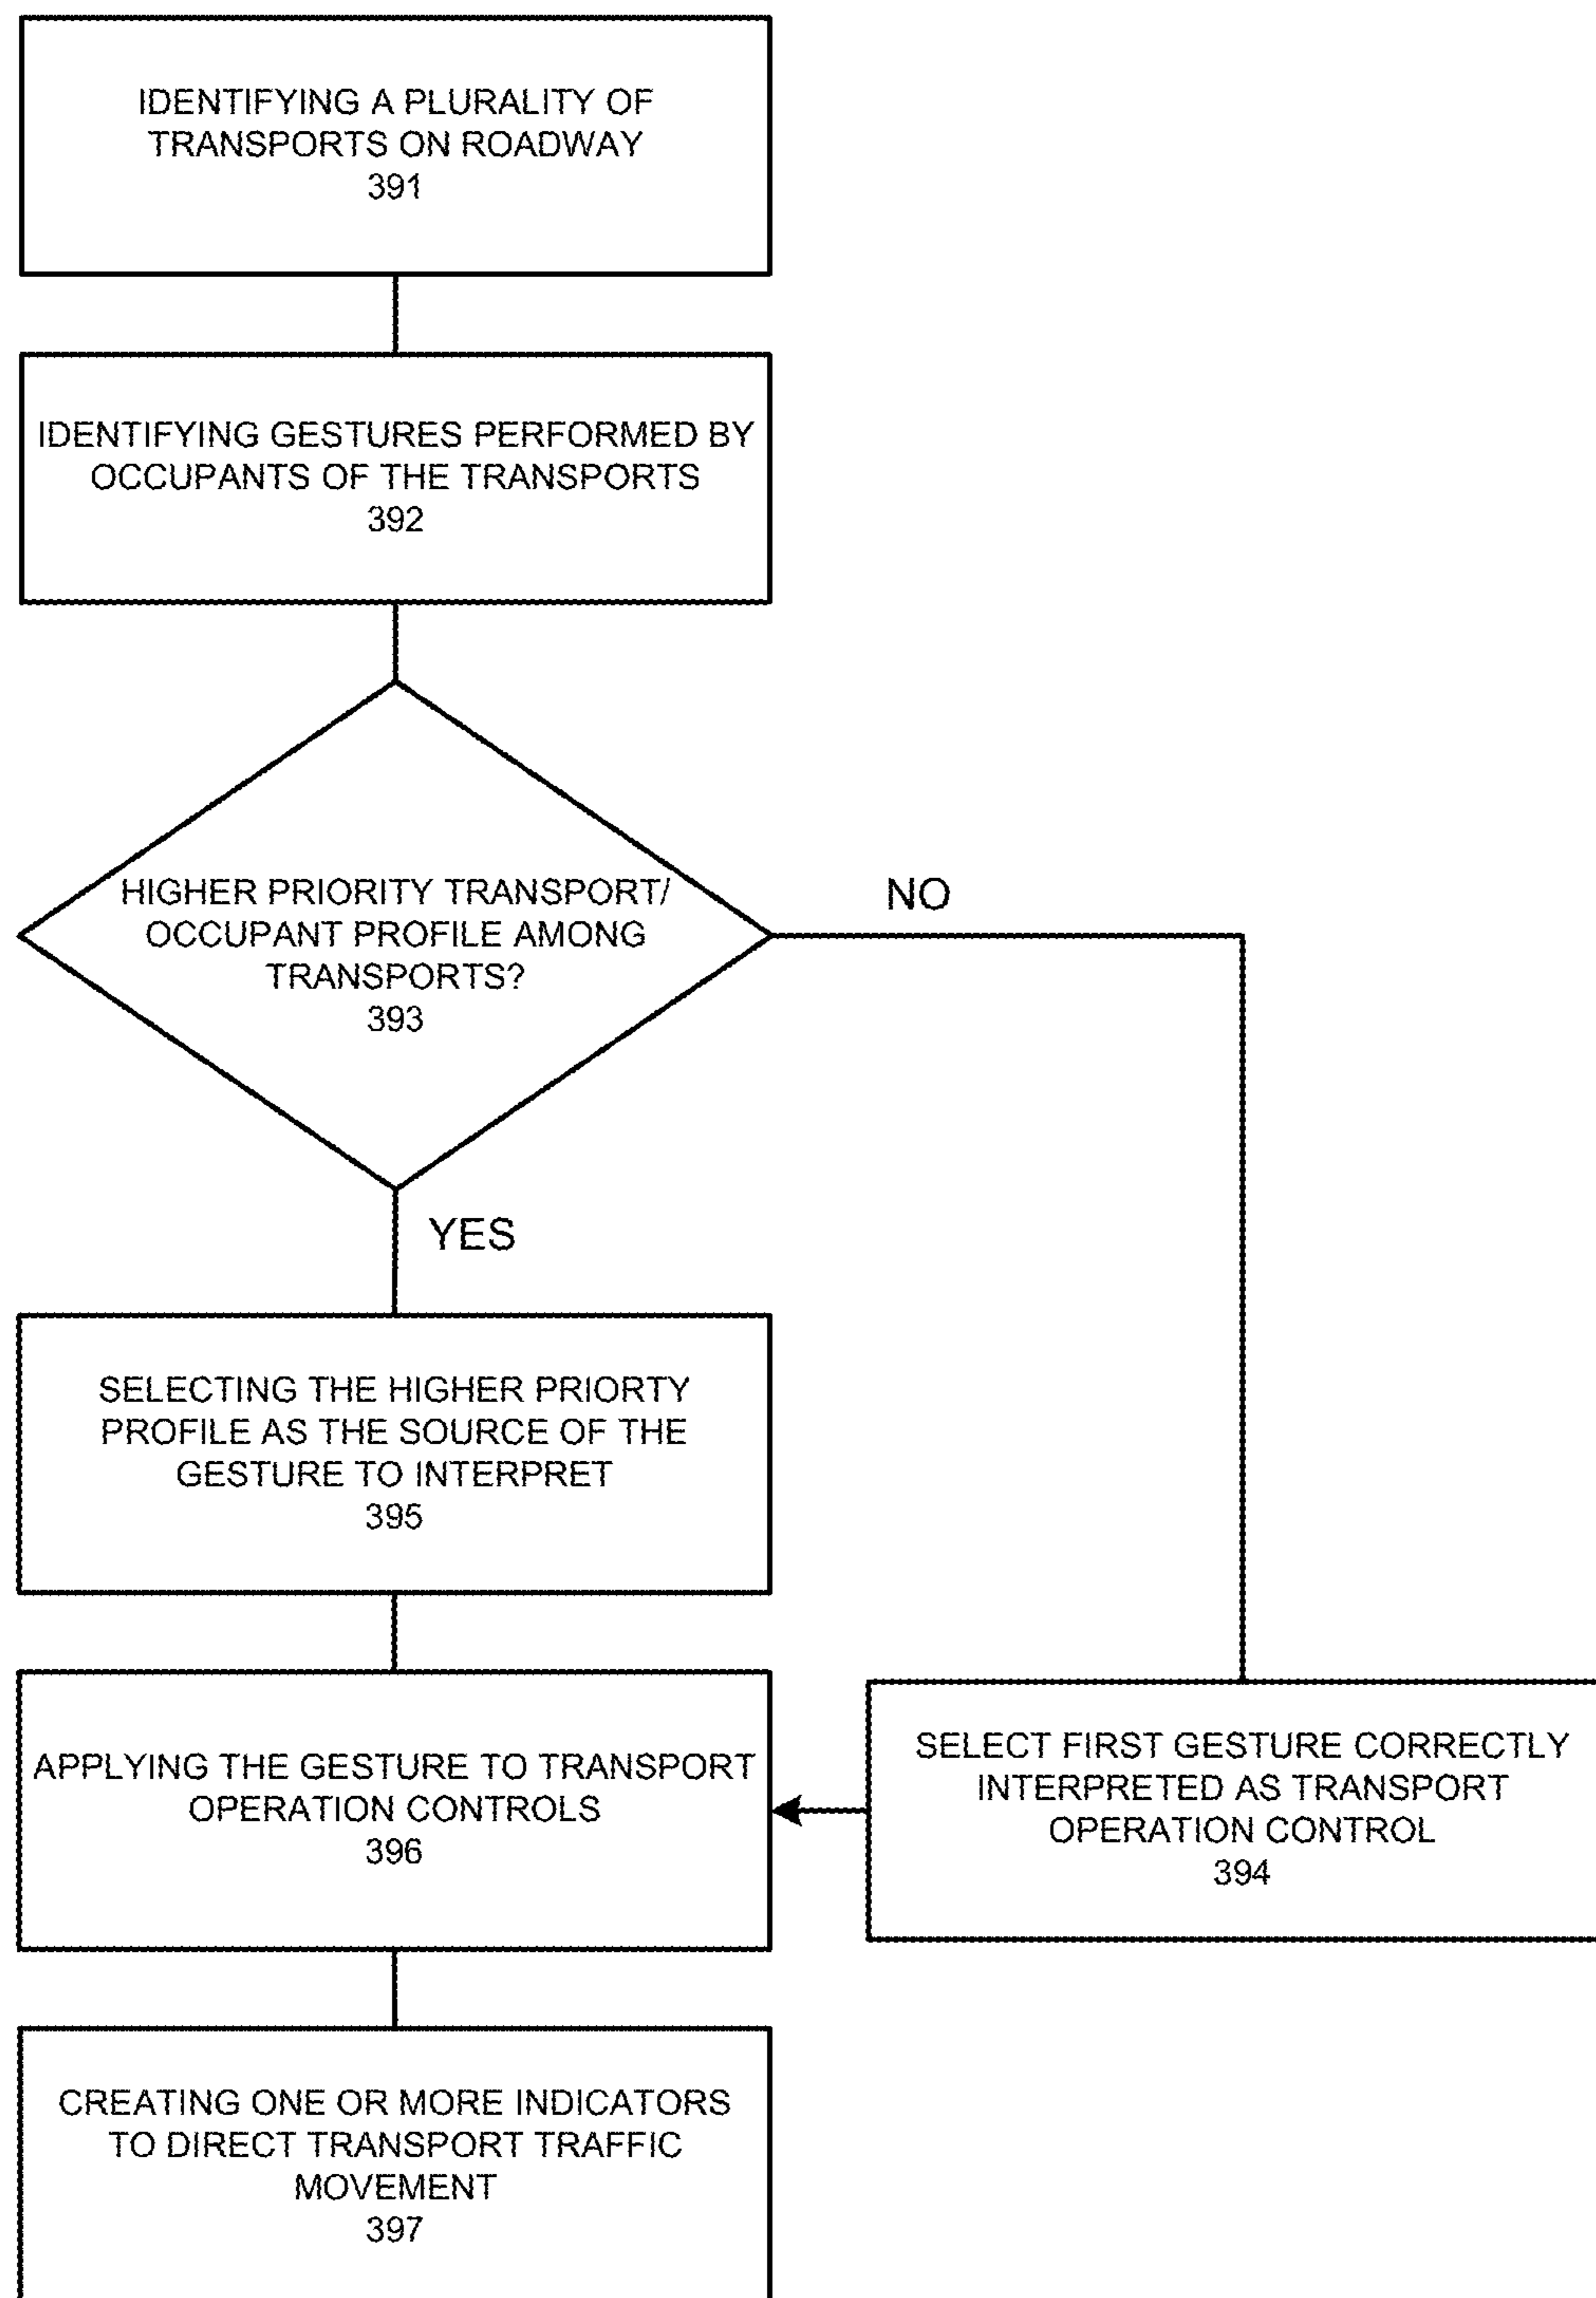 IDENTIFYING A PLURALITY OF
TRANSPORTS ON ROADWAY
391
IDENTIFYING GESTURES PERFORMED BY
OCCUPANTS OF THE TRANSPORTS
392
HIGHER PRIORITY TRANSPORT/
OCCUPANT PROFILE AMONG
TRANSPORTS?
393
NO
YES
SELECTING THE HIGHER PRIORTY
PROFILE AS THE SOURCE OF THE
GESTURE TO INTERPRET
395
APPLYING THE GESTURE TO TRANSPORT
OPERATION CONTROLS
396
SELECT FIRST GESTURE CORRECTLY
INTERPRETED AS TRANSPORT
OPERATION CONTROL
394
CREATING ONE OR MORE INDICATORS
TO DIRECT TRANSPORT TRAFFIC
MOVEMENT
397